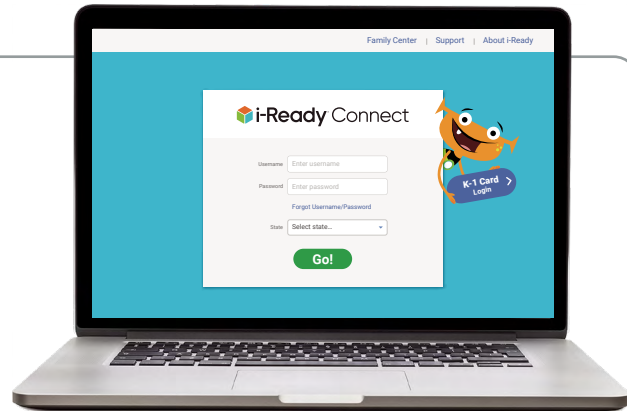 Family Center | Support | About i-Ready
i-Ready Connect
Username Enter username
Password Enter password
Forgot Username/Password
State Select state...
Go!
K-1 Card
Login